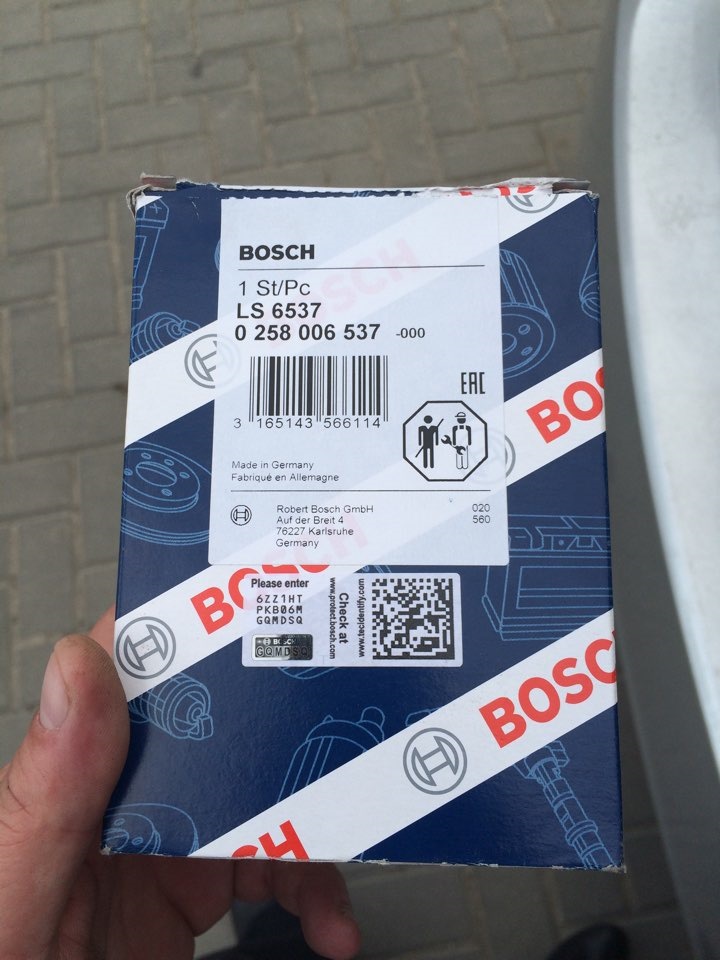 BOSCH
1 St/Pc
LS 6537
0 258 006 537 -000
EAC
3 165143 566114
Made in Germany
Fabriqué en Allemagne
Robert Bosch GmbH
Auf der Breit 4
76227 Karlsruhe
Germany
020
560
Please enter
6ZZ1HT
PKB06M
GQMDSQ
BOSCH
GQMDSQ
Check at
www.protect.bosch.com
www.tecidentify.com
BOSCH
BOSCH